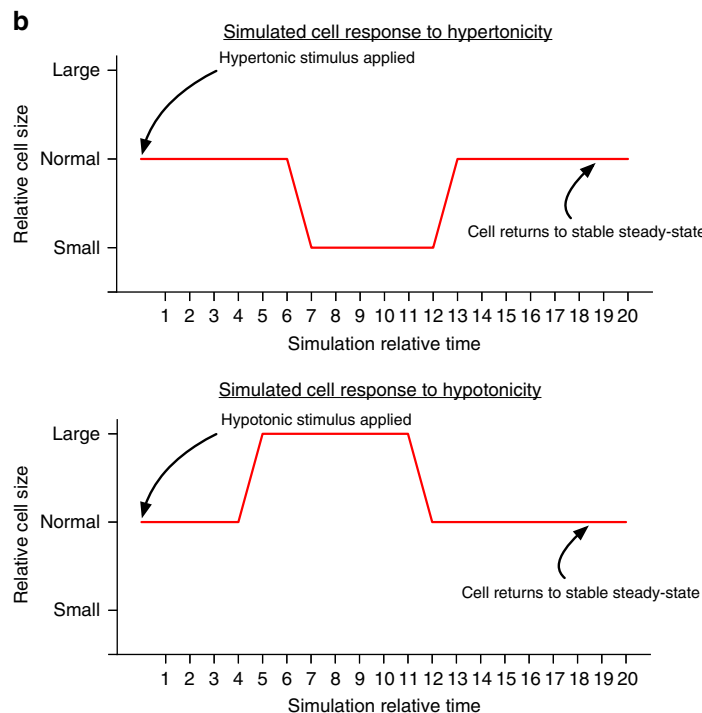 b
Simulated cell response to hypertonicity
Hypertonic stimulus applied
Large
Normal
Small
Relative cell size
Cell returns to stable steady-state
1 2 3 4 5 6 7 8 9 10 11 12 13 14 15 16 17 18 19 20
Simulation relative time
Simulated cell response to hypotonicity
Hypotonic stimulus applied
Large
Normal
Small
Relative cell size
Cell returns to stable steady-state
1 2 3 4 5 6 7 8 9 10 11 12 13 14 15 16 17 18 19 20
Simulation relative time